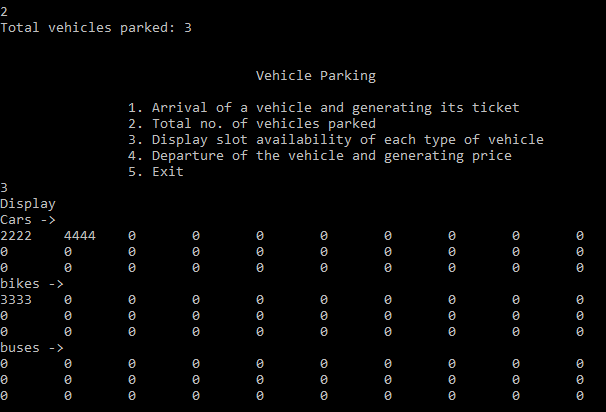 2
Total vehicles parked: 3
Vehicle Parking
1. Arrival of a vehicle and generating its ticket
2. Total no. of vehicles parked
3. Display slot availability of each type of vehicle
4. Departure of the vehicle and generating price
5. Exit
3
Display
Cars ->
2222 4444 0 0 0 0 0 0 0 0
0 0 0 0 0 0 0 0 0 0
0 0 0 0 0 0 0 0 0 0
bikes ->
3333 0 0 0 0 0 0 0 0 0
0 0 0 0 0 0 0 0 0 0
0 0 0 0 0 0 0 0 0 0
buses ->
0 0 0 0 0 0 0 0 0 0
0 0 0 0 0 0 0 0 0 0
0 0 0 0 0 0 0 0 0 0